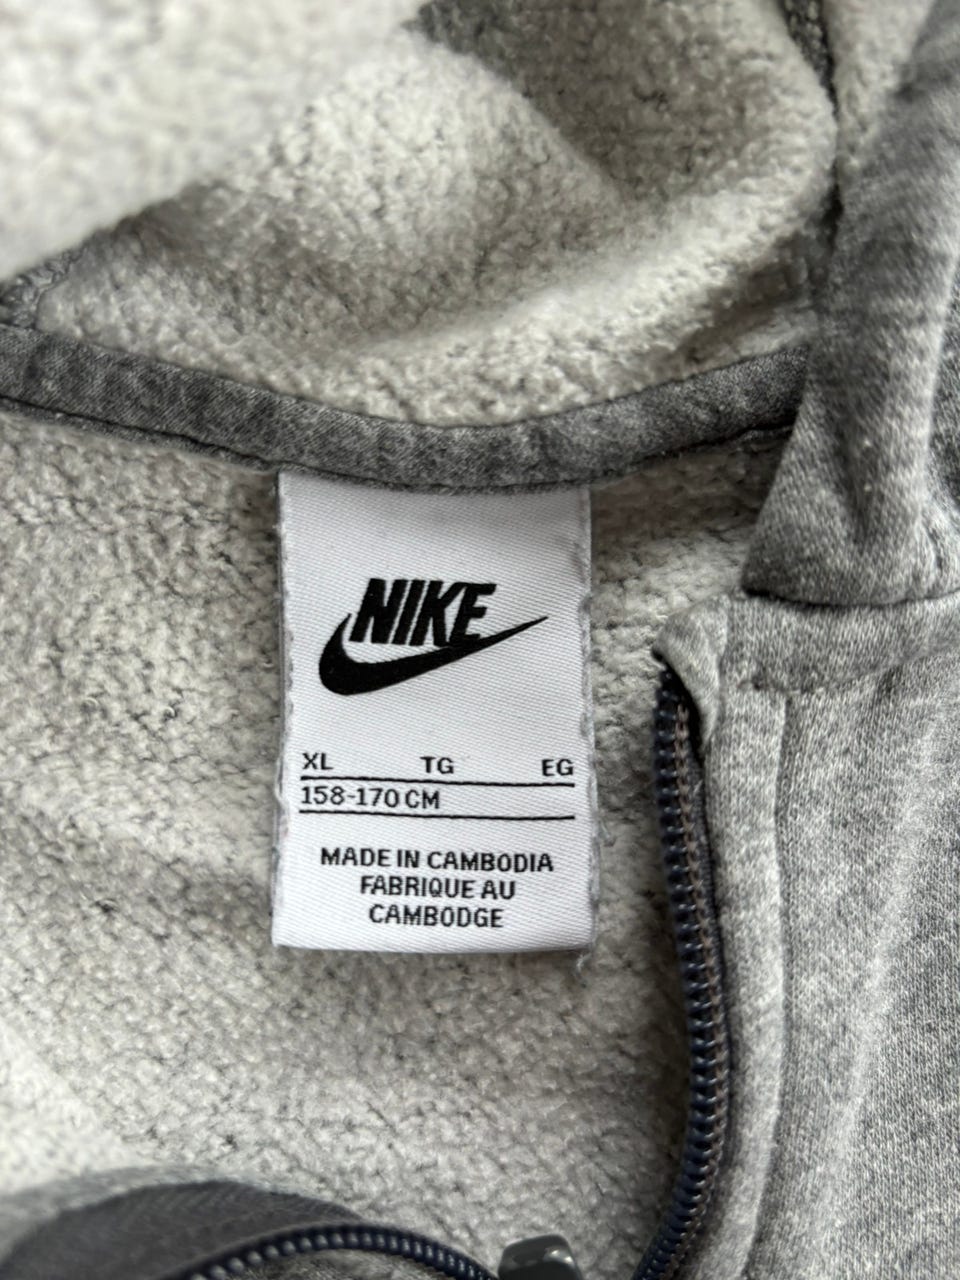 NIKE
XL TG EG
158-170 CM
MADE IN CAMBODIA
FABRIQUE AU
CAMBODGE